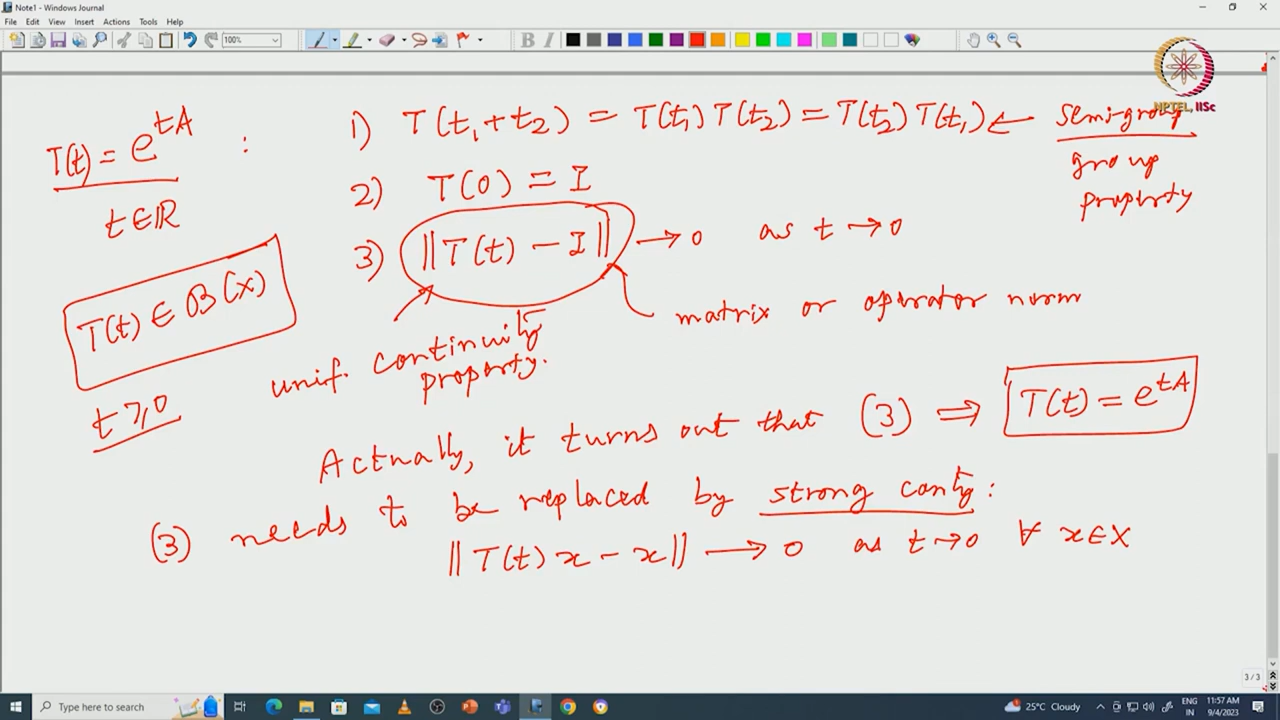 Note1 - Windows Journal
File Edit View Insert Actions Tools Help
100%
NPTEL, IISc
T(t) = e^{tA} :
t ∈ ℝ
1) T(t₁ + t₂) = T(t₁) T(t₂) = T(t₂) T(t₁) ← semi-group
group
property
2) T(0) = I
3) ||T(t) − I|| → 0 as t → 0
matrix or operator norm
T(t) ∈ B(X)
t ≥ 0
unif. continuity
property.
Actually, it turns out that (3) ⇒ T(t) = e^{tA}
(3) needs to be replaced by strong conty:
||T(t)x − x|| → 0 as t → 0 ∀ x ∈ X
3 / 3
Type here to search
25°C Cloudy
ENG
IN
11:57 AM
9/4/2023